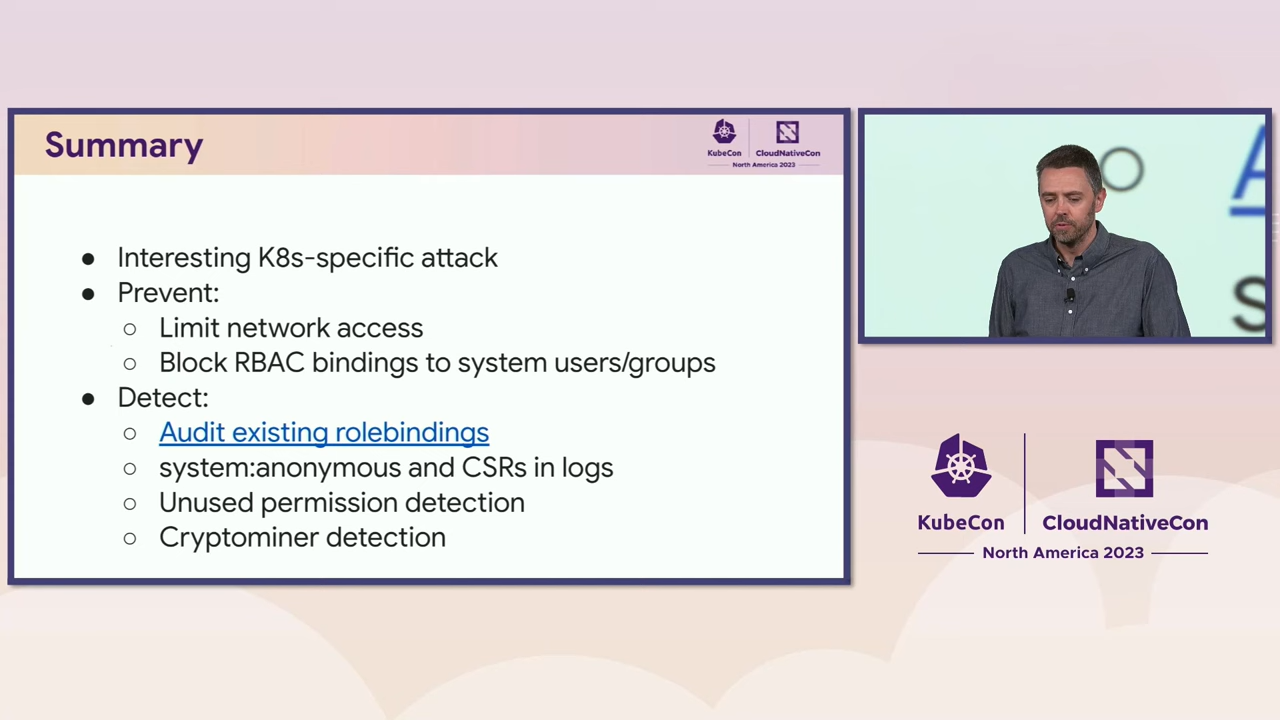 Summary
KubeCon
CloudNativeCon
North America 2023
Interesting K8s-specific attack
Prevent:
Limit network access
Block RBAC bindings to system users/groups
Detect:
Audit existing rolebindings
system:anonymous and CSRs in logs
Unused permission detection
Cryptominer detection
A
s
KubeCon
CloudNativeCon
North America 2023